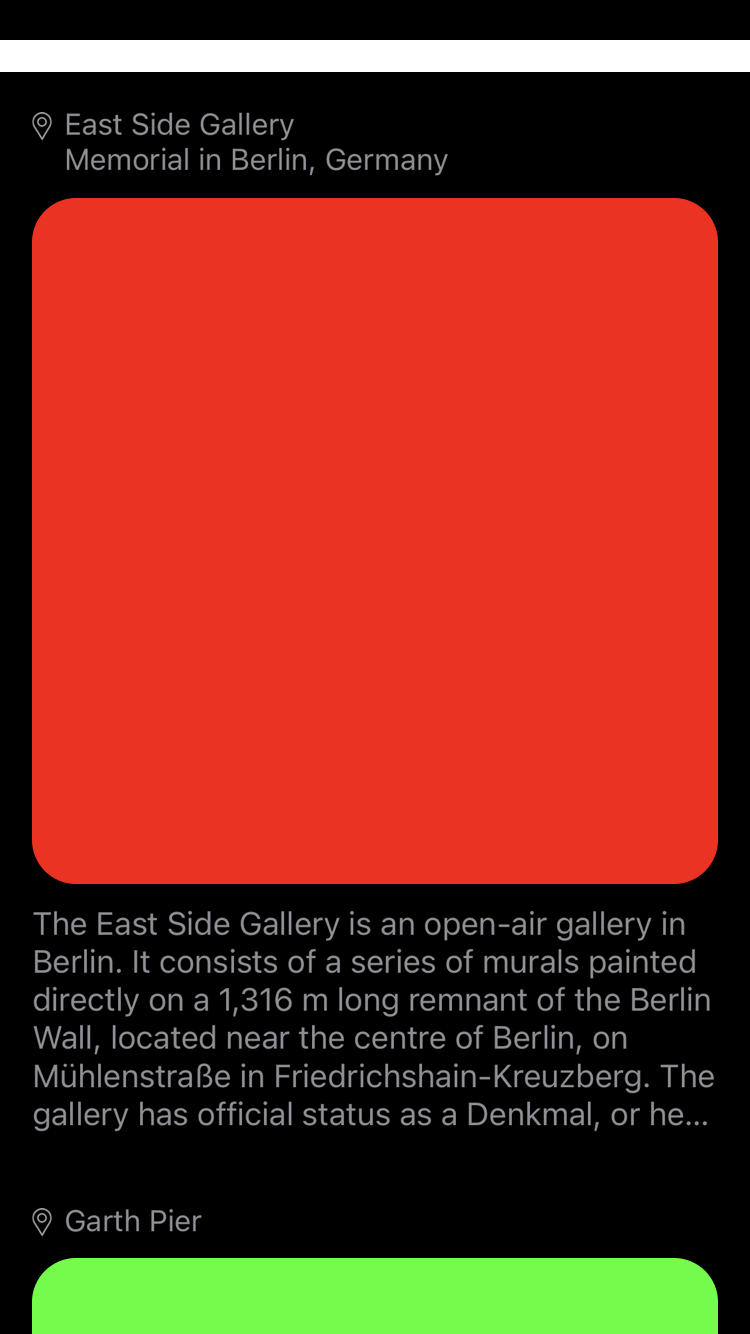 East Side Gallery
Memorial in Berlin, Germany
The East Side Gallery is an open-air gallery in
Berlin. It consists of a series of murals painted
directly on a 1,316 m long remnant of the Berlin
Wall, located near the centre of Berlin, on
Mühlenstraße in Friedrichshain-Kreuzberg. The
gallery has official status as a Denkmal, or he...
Garth Pier